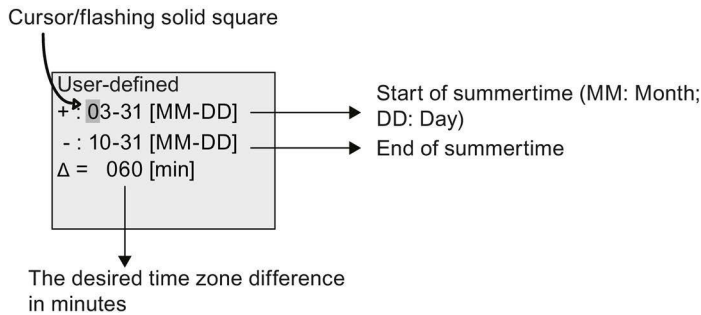 Cursor/flashing solid square
User-defined
+ : 03-31 [MM-DD]
- : 10-31 [MM-DD]
Δ = 060 [min]
Start of summertime (MM: Month;
DD: Day)
End of summertime
The desired time zone difference
in minutes